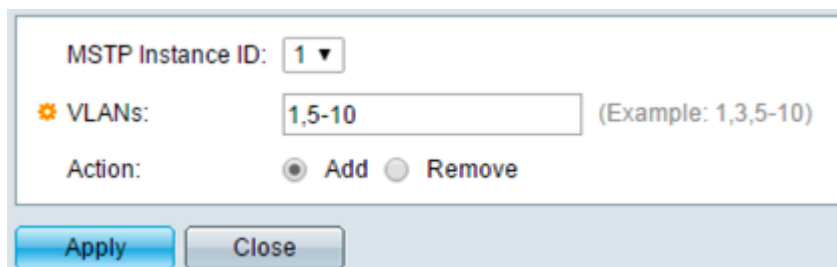 MSTP Instance ID: 1
VLANs: 1,5-10 (Example: 1,3,5-10)
Action: Add Remove
Apply Close